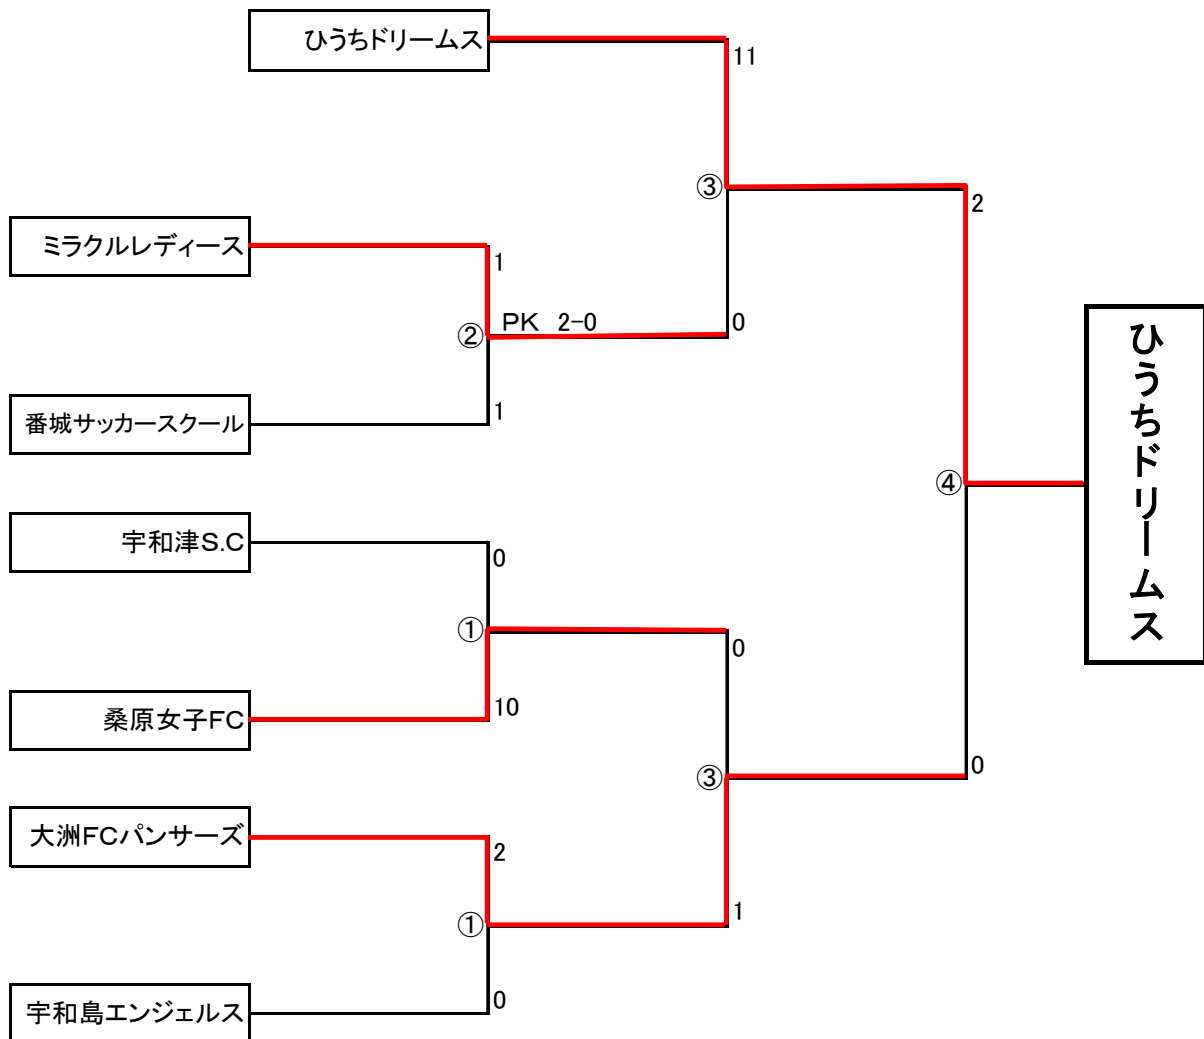 ひうちドリームス
11
③
2
ミラクルレディース
1
②
PK 2-0
0
番城サッカースクール
1
ひうちドリームス
④
宇和津S.C
0
①
0
桑原女子FC
10
③
0
大洲FCパンサーズ
2
①
1
宇和島エンジェルス
0